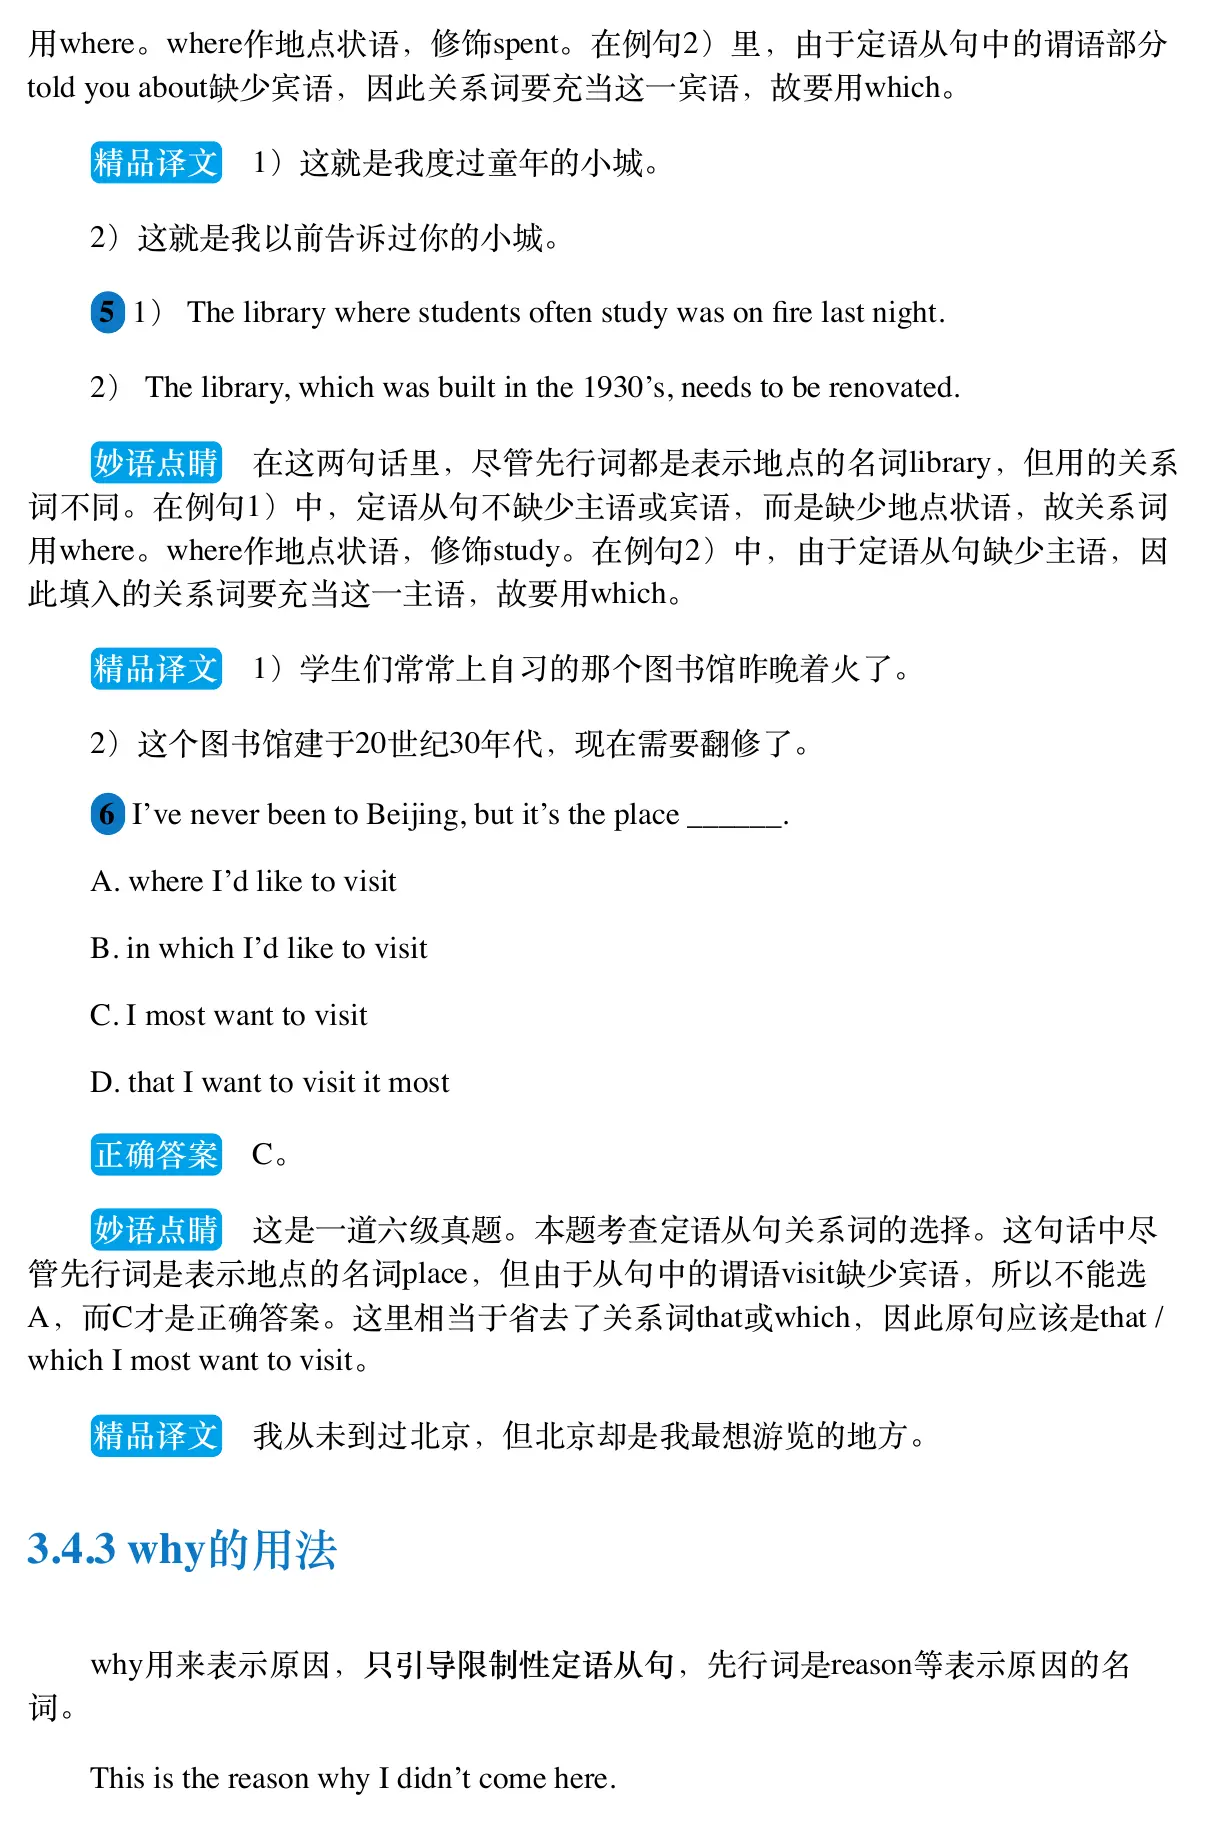 用where。where作地点状语，修饰spent。在例句2）里，由于定语从句中的谓语部分
told you about缺少宾语，因此关系词要充当这一宾语，故要用which。
精品译文 1）这就是我度过童年的小城。
2）这就是我以前告诉过你的小城。
5 1） The library where students often study was on fire last night.
2） The library, which was built in the 1930’s, needs to be renovated.
妙语点睛 在这两句话里，尽管先行词都是表示地点的名词library，但用的关系
词不同。在例句1）中，定语从句不缺少主语或宾语，而是缺少地点状语，故关系词
用where。where作地点状语，修饰study。在例句2）中，由于定语从句缺少主语，因
此填入的关系词要充当这一主语，故要用which。
精品译文 1）学生们常常上自习的那个图书馆昨晚着火了。
2）这个图书馆建于20世纪30年代，现在需要翻修了。
6 I’ve never been to Beijing, but it’s the place ______.
A. where I’d like to visit
B. in which I’d like to visit
C. I most want to visit
D. that I want to visit it most
正确答案 C。
妙语点睛 这是一道六级真题。本题考查定语从句关系词的选择。这句话中尽
管先行词是表示地点的名词place，但由于从句中的谓语visit缺少宾语，所以不能选
A，而C才是正确答案。这里相当于省去了关系词that或which，因此原句应该是that /
which I most want to visit。
精品译文 我从未到过北京，但北京却是我最想游览的地方。
3.4.3 why的用法
why用来表示原因，只引导限制性定语从句，先行词是reason等表示原因的名
词。
This is the reason why I didn’t come here.